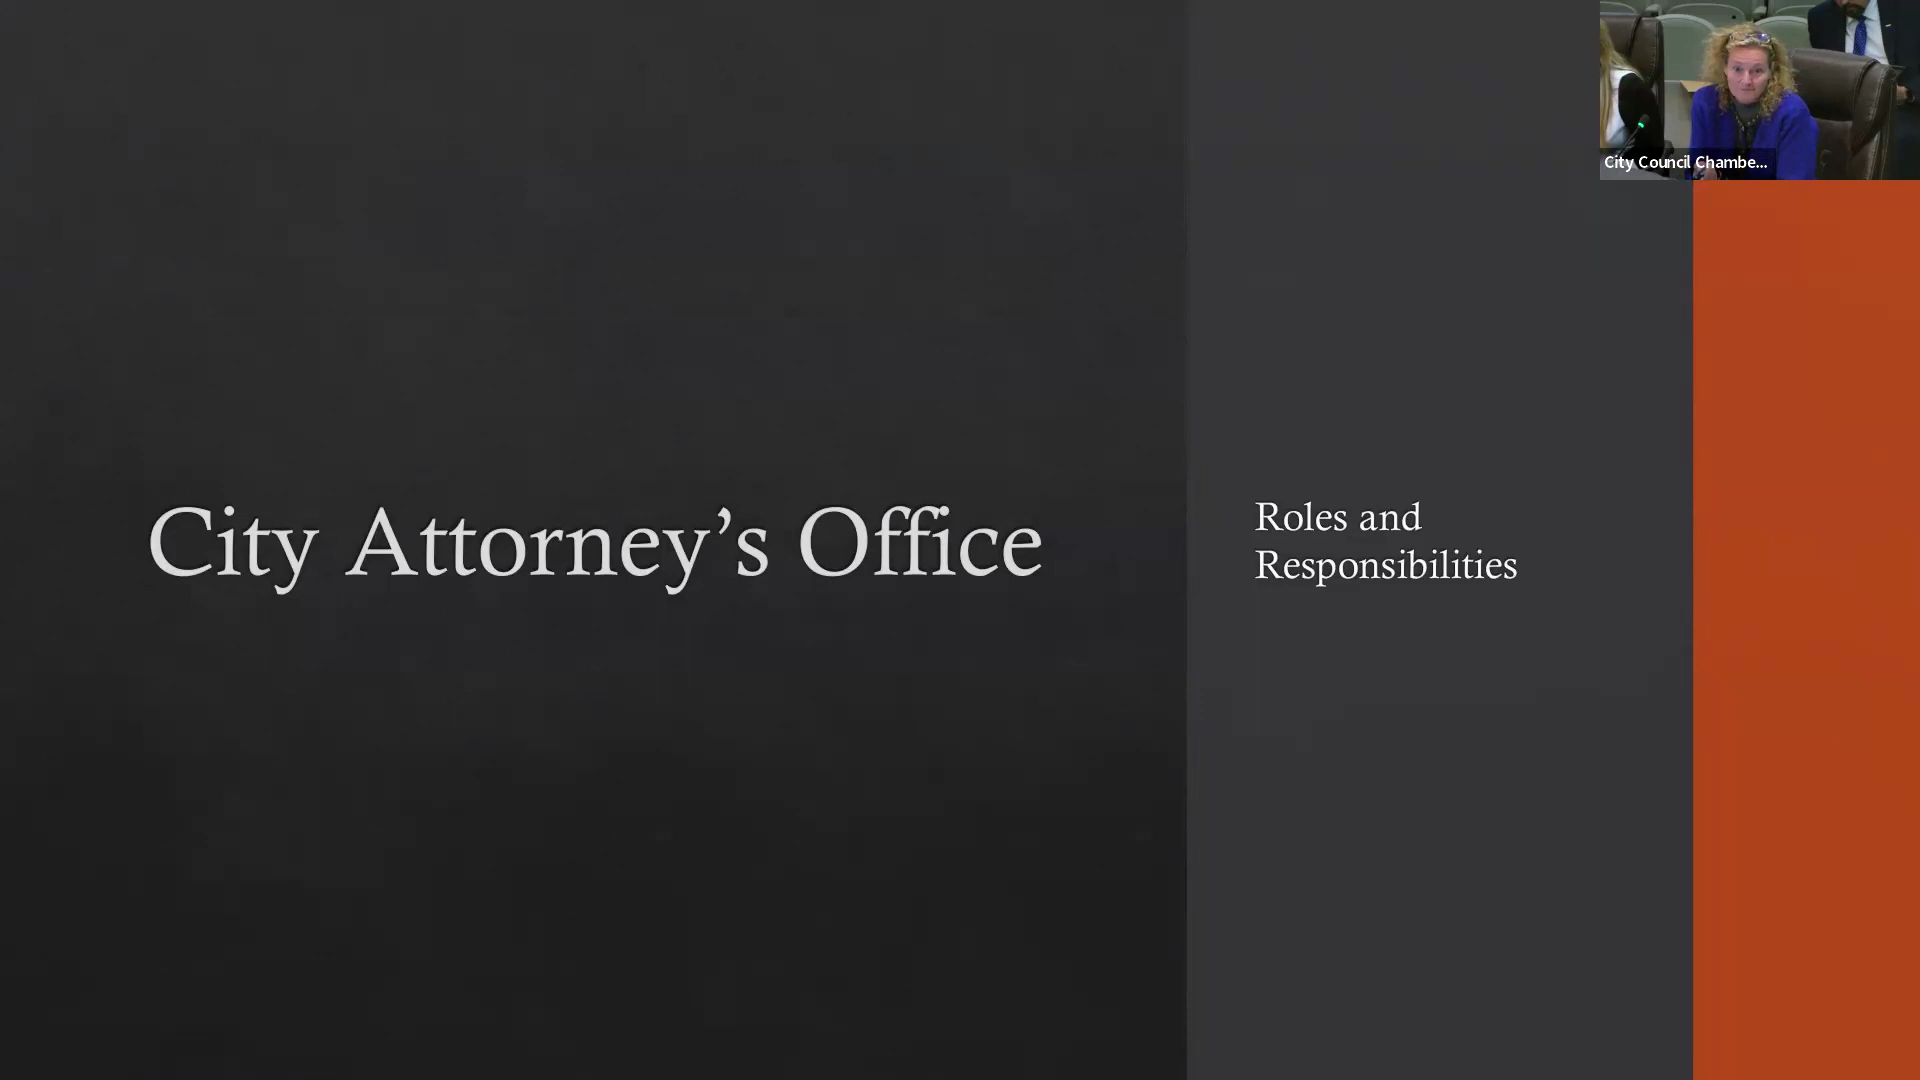 City Council Chambe...
City Attorney’s Office
Roles and
Responsibilities